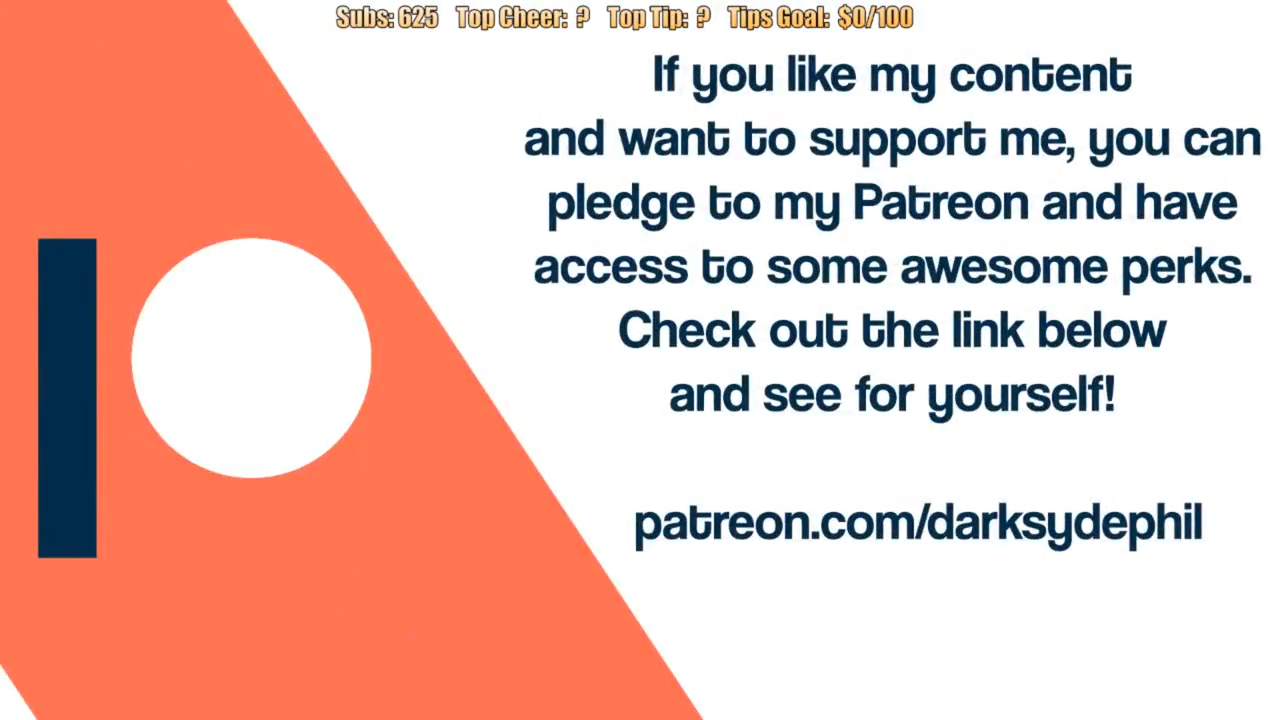 Subs: 625 Top Cheer: ? Top Tip: ? Tips Goal: $0/100
If you like my content
and want to support me, you can
pledge to my Patreon and have
access to some awesome perks.
Check out the link below
and see for yourself!
patreon.com/darksydephil